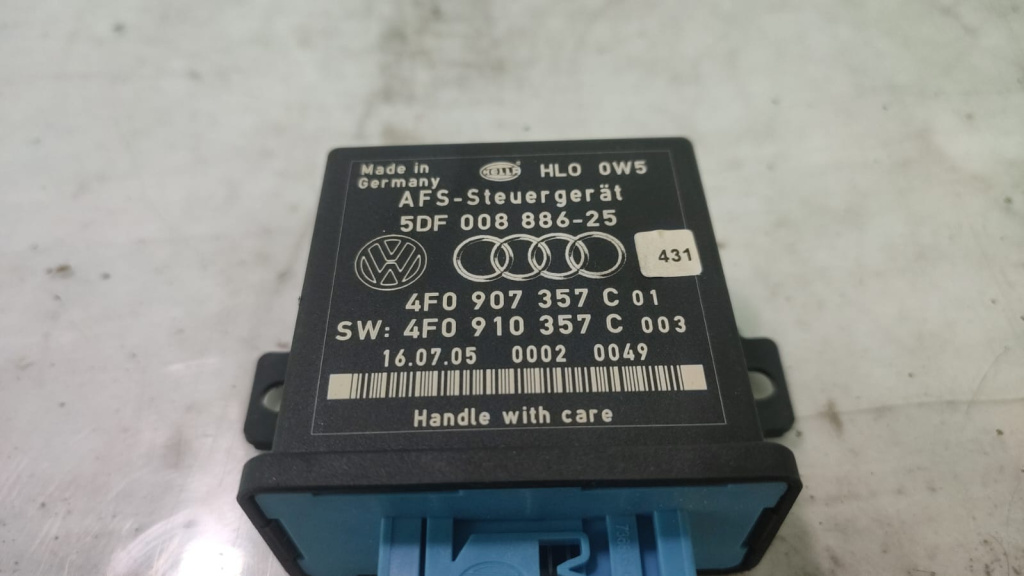 Made in
Germany
HELLA HLO 0W5
AFS-Steuergerät
5DF 008 886-25
431
4F0 907 357 C 01
SW: 4F0 910 357 C 003
16.07.05 0002 0049
Handle with care